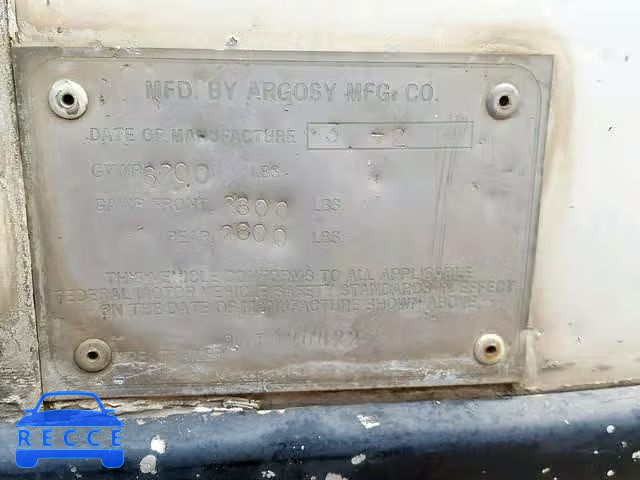 MFD. BY ARGOSY MFG. CO.
DATE OF MANUFACTURE
GVWR 6200 LBS.
GAWR FRONT 2800 LBS.
REAR 2800 LBS.
THIS VEHICLE CONFORMS TO ALL APPLICABLE
FEDERAL MOTOR VEHICLE SAFETY STANDARDS IN EFFECT
ON THE DATE OF MANUFACTURE SHOWN ABOVE.
TRAILER
RECCE